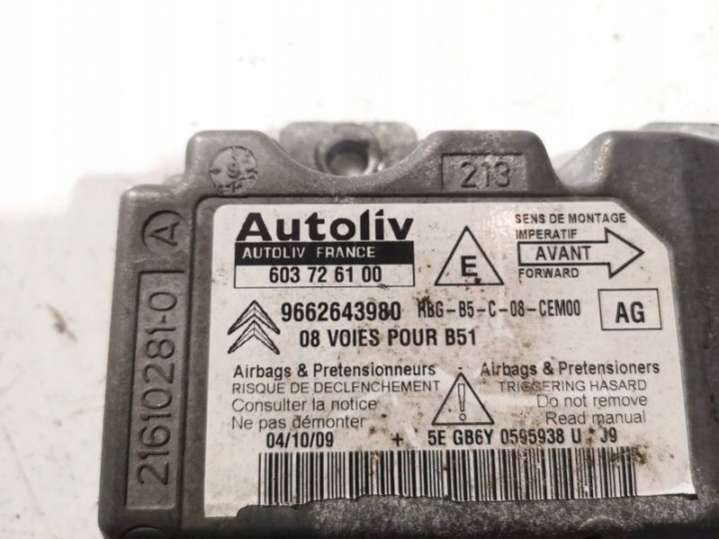 213
A
21610281-0
Autoliv
AUTOLIV FRANCE
603 72 61 00
E
SENS DE MONTAGE
IMPERATIF
AVANT
FORWARD
9662643980 RBG-B5-C-08-CEM00
AG
08 VOIES POUR B51
Airbags & Pretensionneurs
RISQUE DE DECLENCHEMENT
Consulter la notice
Ne pas démonter
Airbags & Pretensioners
TRIGGERING HASARD
Do not remove
Read manual
04/10/09 + 5E GB6Y 0595938 U J9